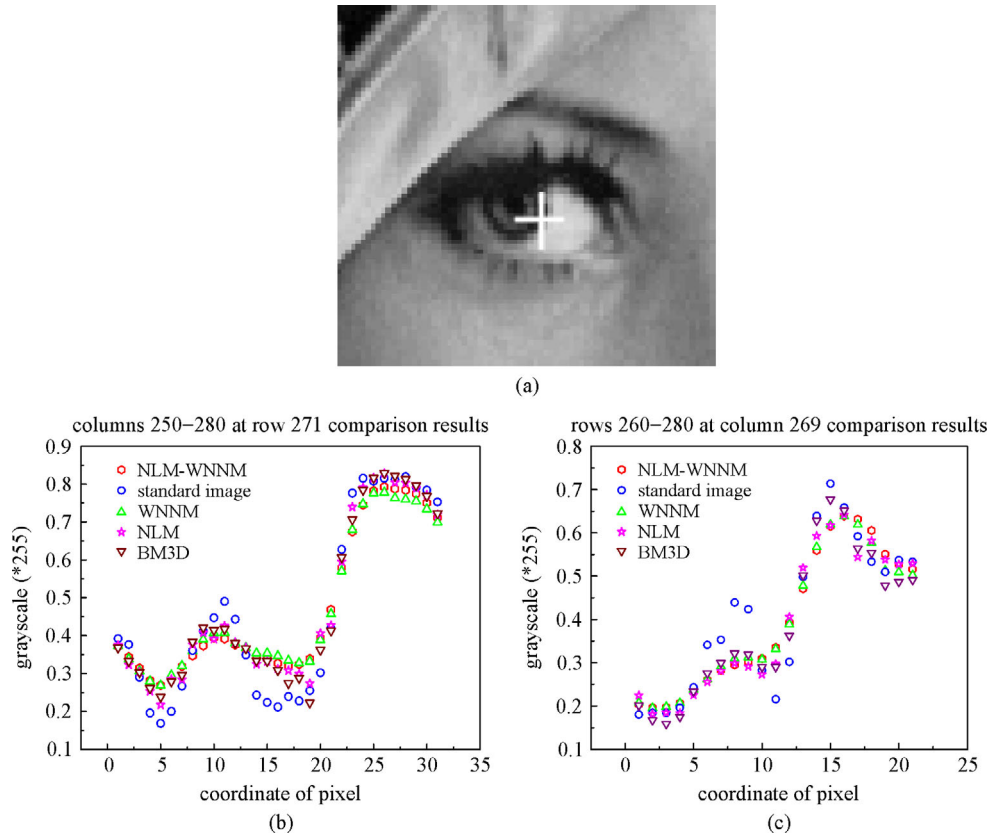 (a)
columns 250−280 at row 271 comparison results
0.9
0.8
0.7
0.6
0.5
0.4
0.3
0.2
0.1
grayscale (*255)
NLM-WNNM
standard image
WNNM
NLM
BM3D
0 5 10 15 20 25 30 35
coordinate of pixel
(b)
rows 260−280 at column 269 comparison results
0.8
0.7
0.6
0.5
0.4
0.3
0.2
0.1
grayscale (*255)
NLM-WNNM
standard image
WNNM
NLM
BM3D
0 5 10 15 20 25
coordinate of pixel
(c)